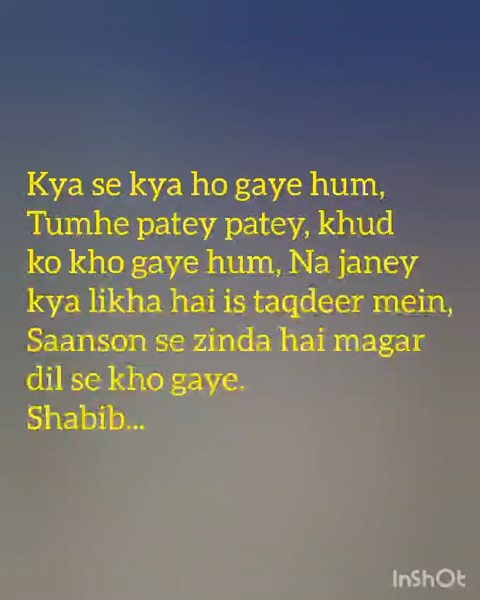 Kya se kya ho gaye hum,
Tumhe patey patey, khud
ko kho gaye hum, Na janey
kya likha hai is taqdeer mein,
Saanson se zinda hai magar
dil se kho gaye.
Shabib...
InShOt